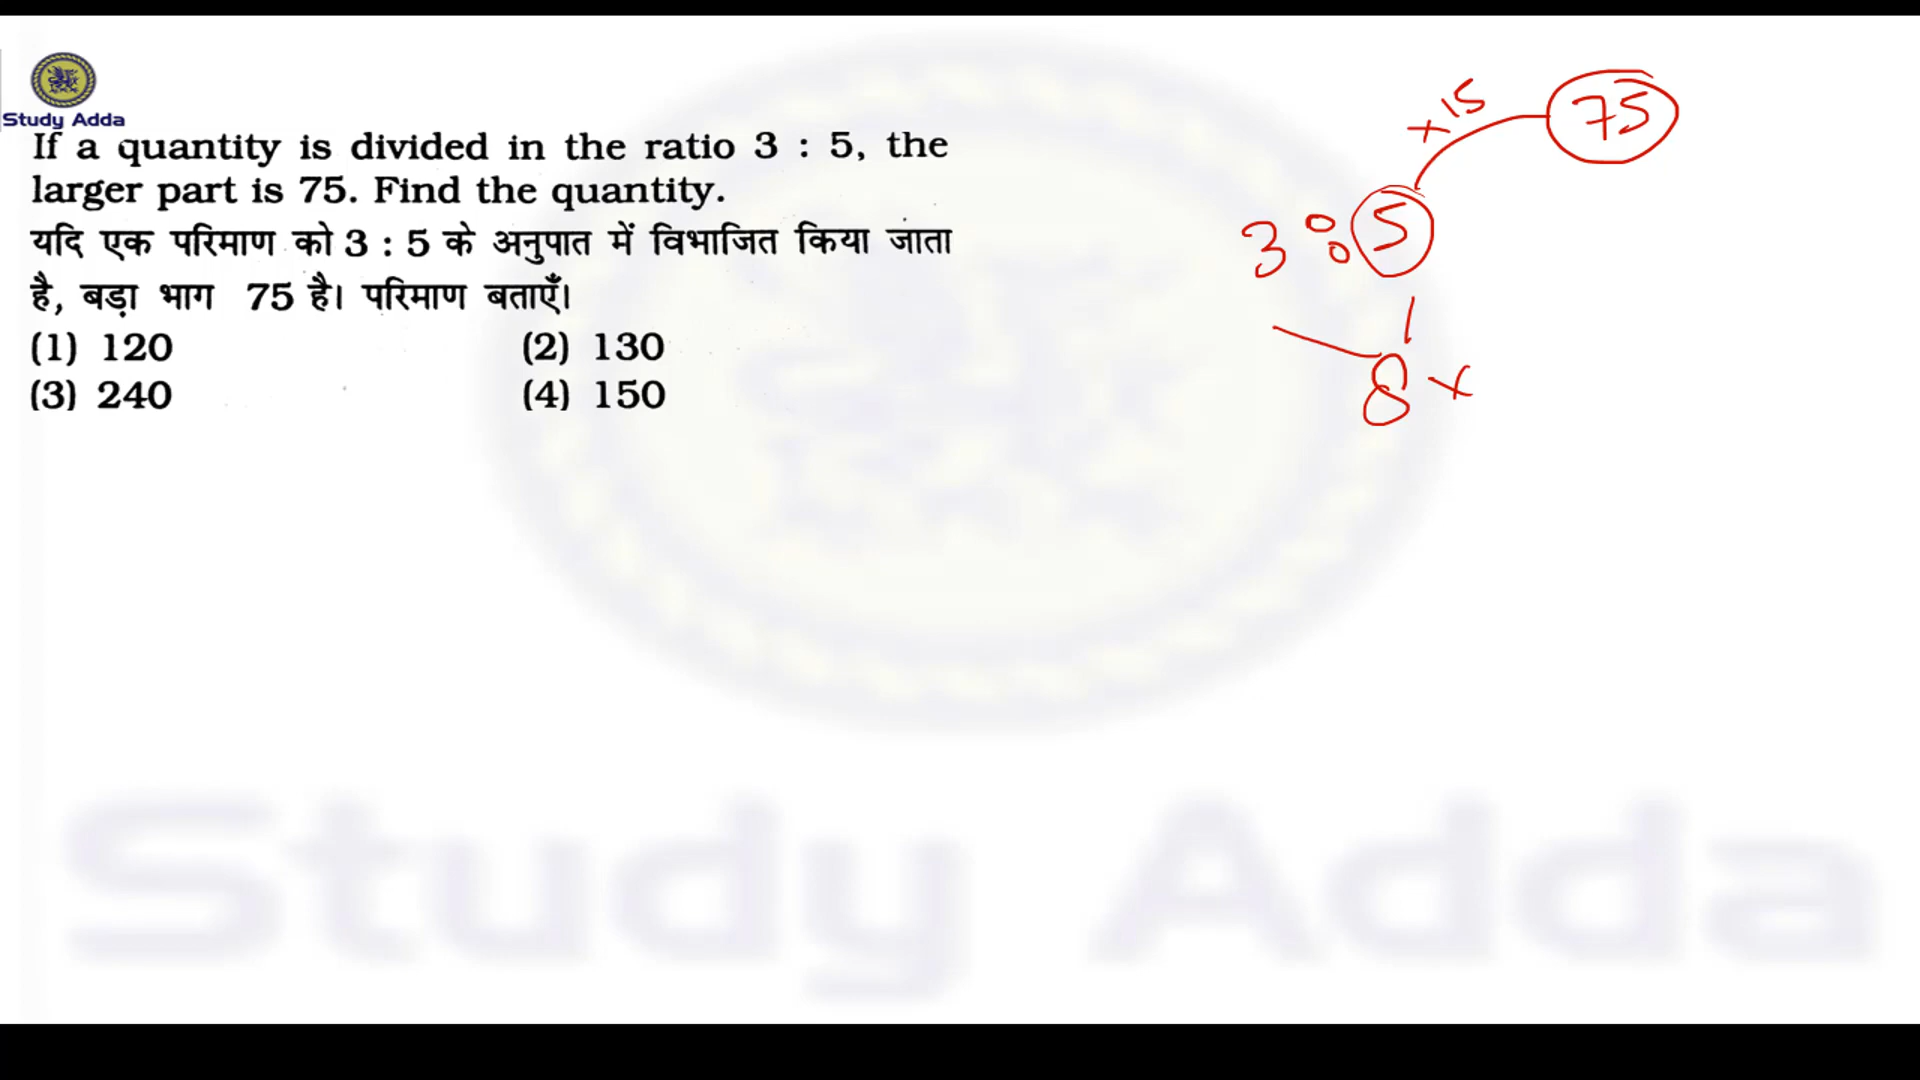 Study Adda
If a quantity is divided in the ratio 3 : 5, the
larger part is 75. Find the quantity.
यदि एक परिमाण को 3 : 5 के अनुपात में विभाजित किया जाता
है, बड़ा भाग 75 है। परिमाण बताएँ।
(1) 120 (2) 130
(3) 240 (4) 150
75
×15
3 : 5
8 ×
Study Adda